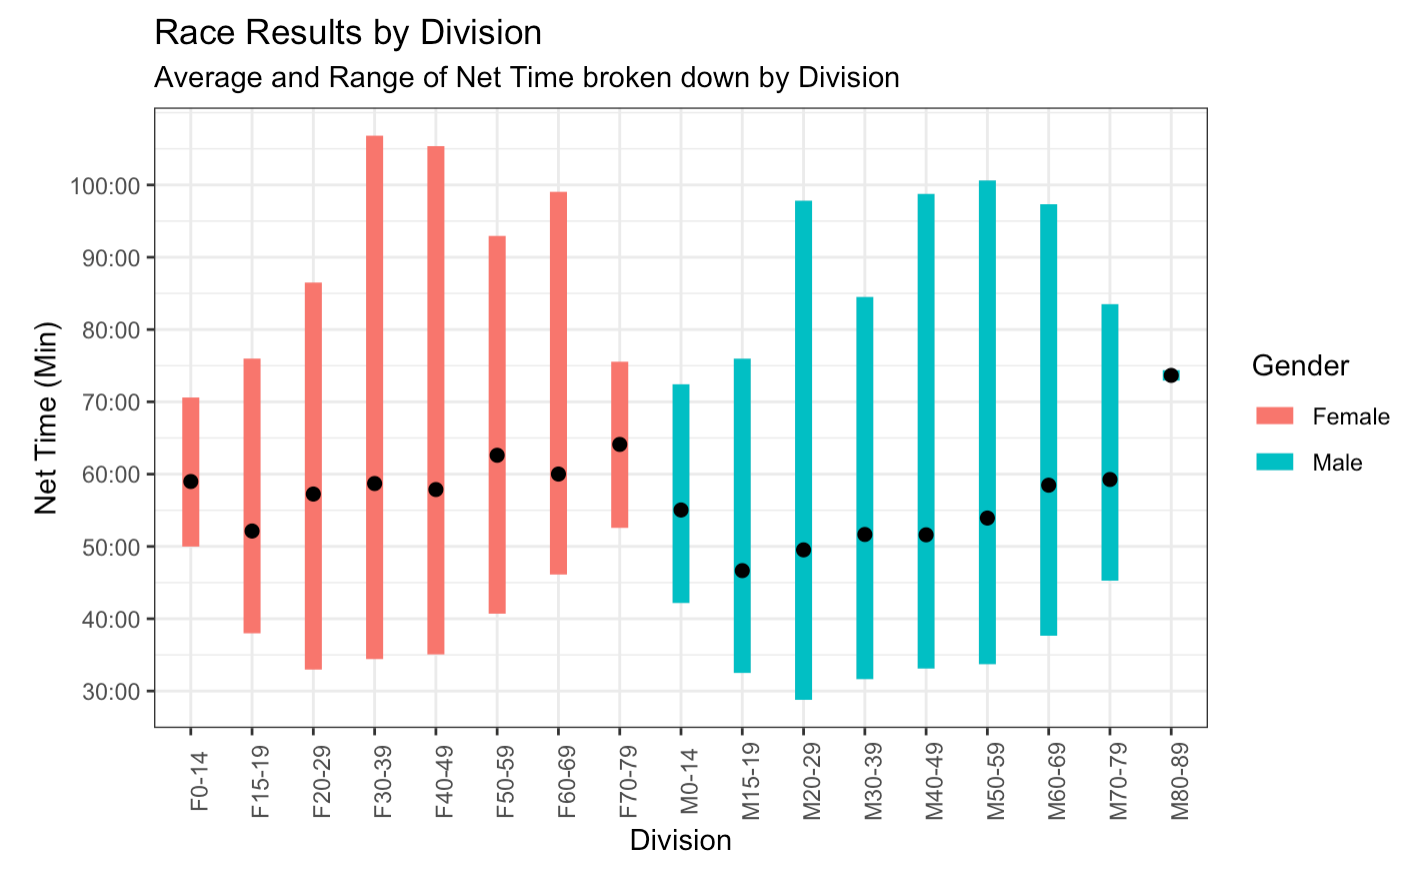 Race Results by Division
Average and Range of Net Time broken down by Division
Net Time (Min)
100:00
90:00
80:00
70:00
60:00
50:00
40:00
30:00
F0-14
F15-19
F20-29
F30-39
F40-49
F50-59
F60-69
F70-79
M0-14
M15-19
M20-29
M30-39
M40-49
M50-59
M60-69
M70-79
M80-89
Division
Gender
Female
Male